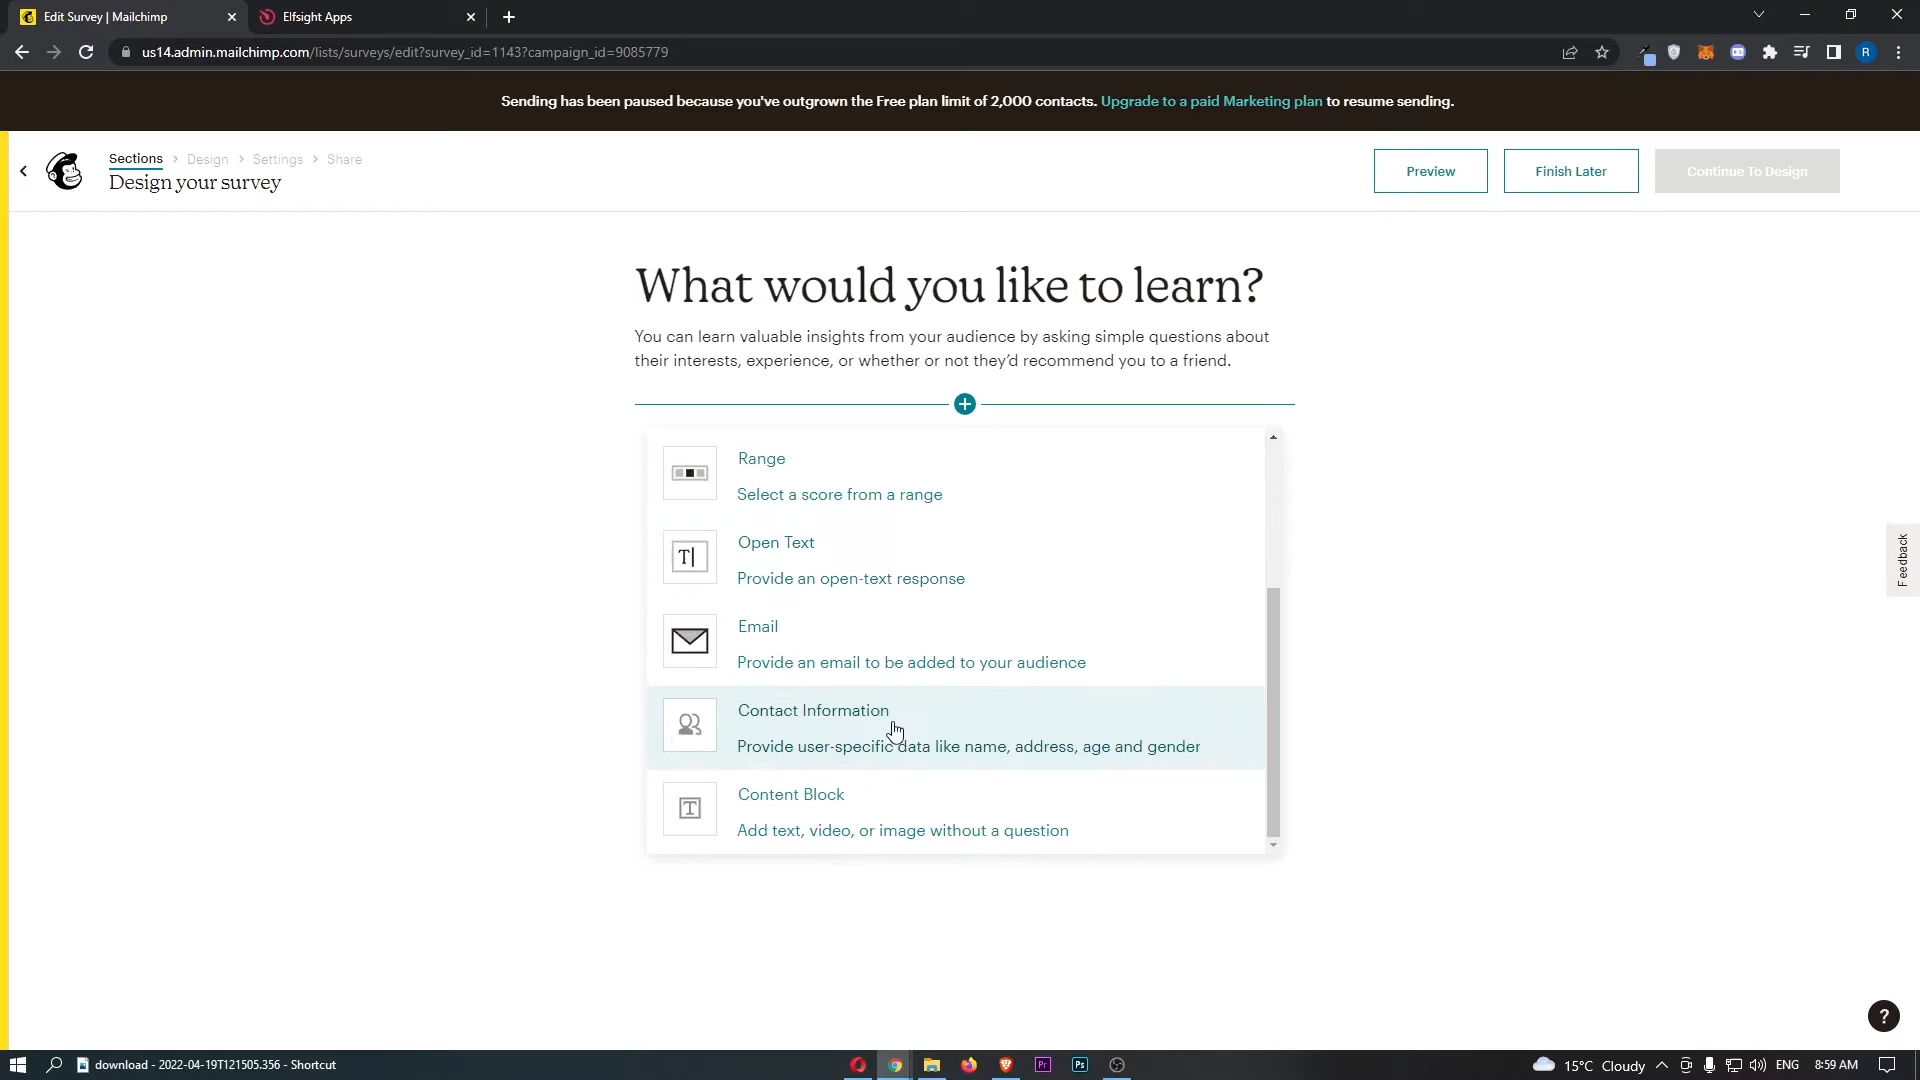 Edit Survey | Mailchimp
Elfsight Apps
us14.admin.mailchimp.com/lists/surveys/edit?survey_id=1143?campaign_id=9085779
R
Sending has been paused because you've outgrown the Free plan limit of 2,000 contacts. Upgrade to a paid Marketing plan to resume sending.
Sections > Design > Settings > Share
Design your survey
Preview
Finish Later
Continue To Design
What would you like to learn?
You can learn valuable insights from your audience by asking simple questions about
their interests, experience, or whether or not they’d recommend you to a friend.
Range
Select a score from a range
T|
Open Text
Provide an open-text response
Email
Provide an email to be added to your audience
Contact Information
Provide user-specific data like name, address, age and gender
T
Content Block
Add text, video, or image without a question
Feedback
?
download - 2022-04-19T121505.356 - Shortcut
Pr
Ps
15°C Cloudy
ENG
8:59 AM